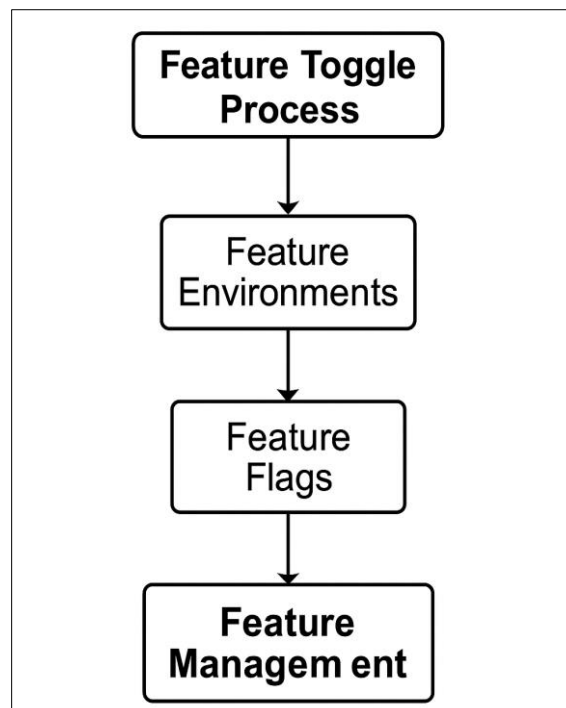 Feature Toggle
Process
Feature
Environments
Feature
Flags
Feature
Managem ent